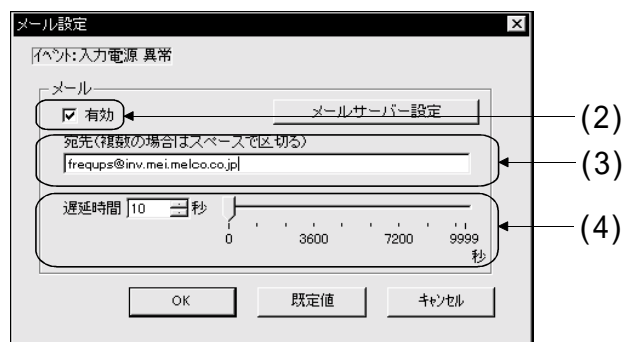 メール設定
イベント:入力電源 異常
メール
有効
メールサーバー設定
(2)
宛先(複数の場合はスペースで区切る)
frequps@inv.mei.melco.co.jp
(3)
遅延時間 10 秒
0 3600 7200 9999
秒
(4)
OK 既定値 キャンセル